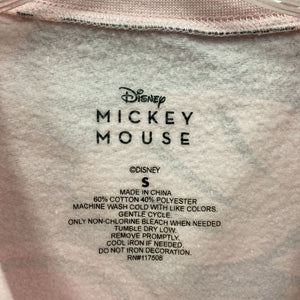 Disney
MICKEY
MOUSE
©DISNEY
S
MADE IN CHINA
60% COTTON 40% POLYESTER
MACHINE WASH COLD WITH LIKE COLORS.
GENTLE CYCLE.
ONLY NON-CHLORINE BLEACH WHEN NEEDED.
TUMBLE DRY LOW.
REMOVE PROMPTLY.
COOL IRON IF NEEDED.
DO NOT IRON DECORATION.
RN#117508